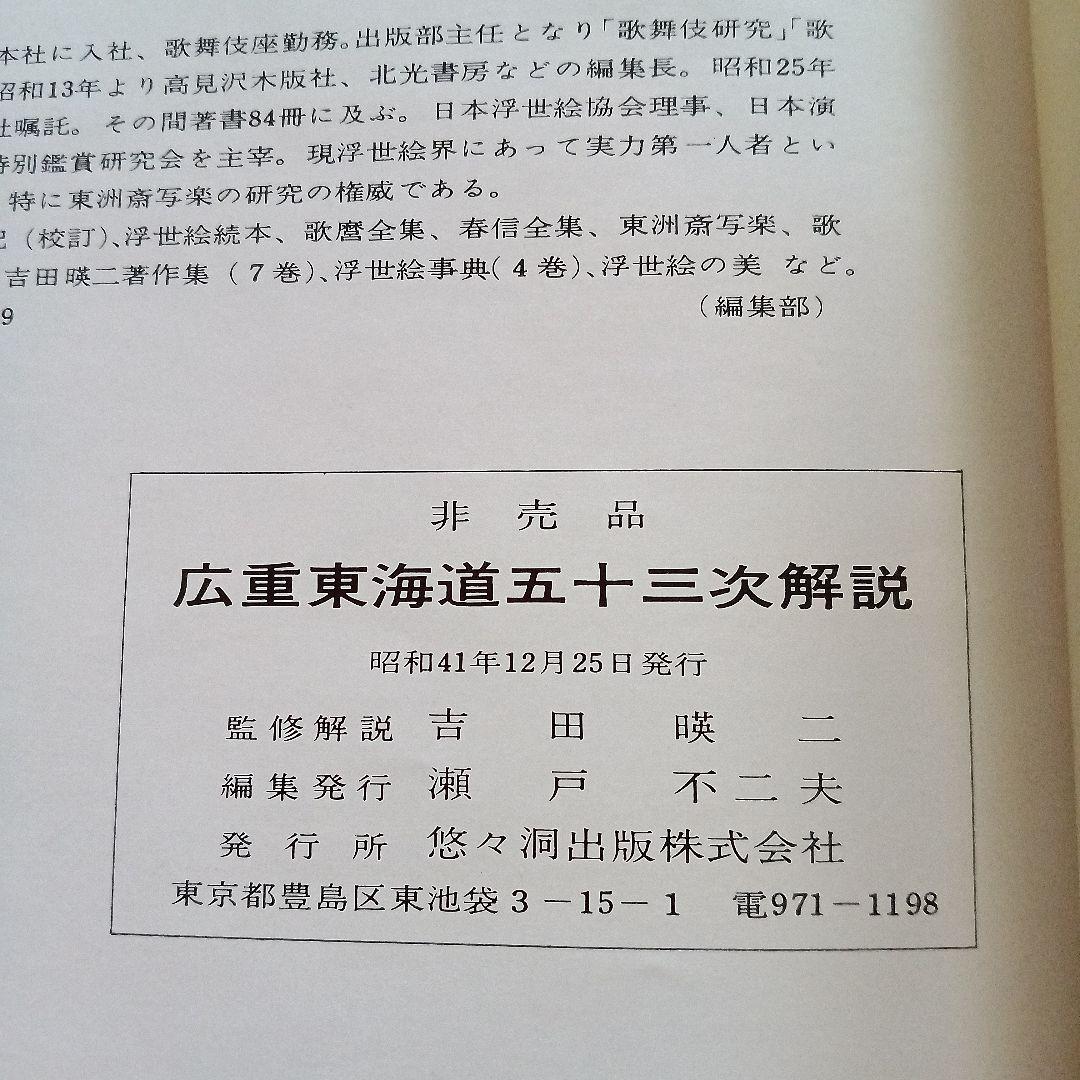 本社に入社、歌舞伎座勤務。出版部主任となり「歌舞伎研究」「歌
昭和13年より高見沢木版社、北光書房などの編集長。昭和25年
社嘱託。その間著書84冊に及ぶ。日本浮世絵協会理事、日本演
特別鑑賞研究会を主宰。現浮世絵界にあって実力第一人者とい
特に東洲斎写楽の研究の権威である。
(校訂)、浮世絵続本、歌麿全集、春信全集、東洲斎写楽、歌
吉田暎二著作集(7巻)、浮世絵事典(4巻)、浮世絵の美 など。
9
(編集部)
非売品
広重東海道五十三次解説
昭和41年12月25日発行
監修解説 吉田暎二
編集発行 瀬戸不二夫
発行所 悠々洞出版株式会社
東京都豊島区東池袋3-15-1 電971-1198